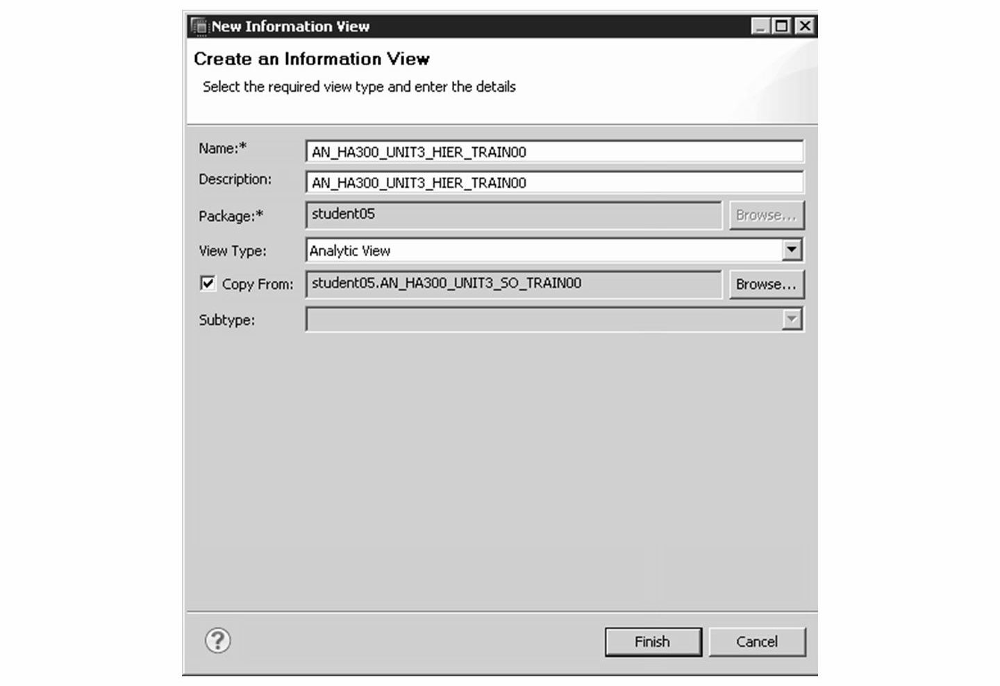 New Information View
Create an Information View
Select the required view type and enter the details
Name:* AN_HA300_UNIT3_HIER_TRAIN00
Description: AN_HA300_UNIT3_HIER_TRAIN00
Package:* student05 Browse...
View Type: Analytic View
Copy From: student05.AN_HA300_UNIT3_SO_TRAIN00 Browse...
Subtype:
? Finish Cancel